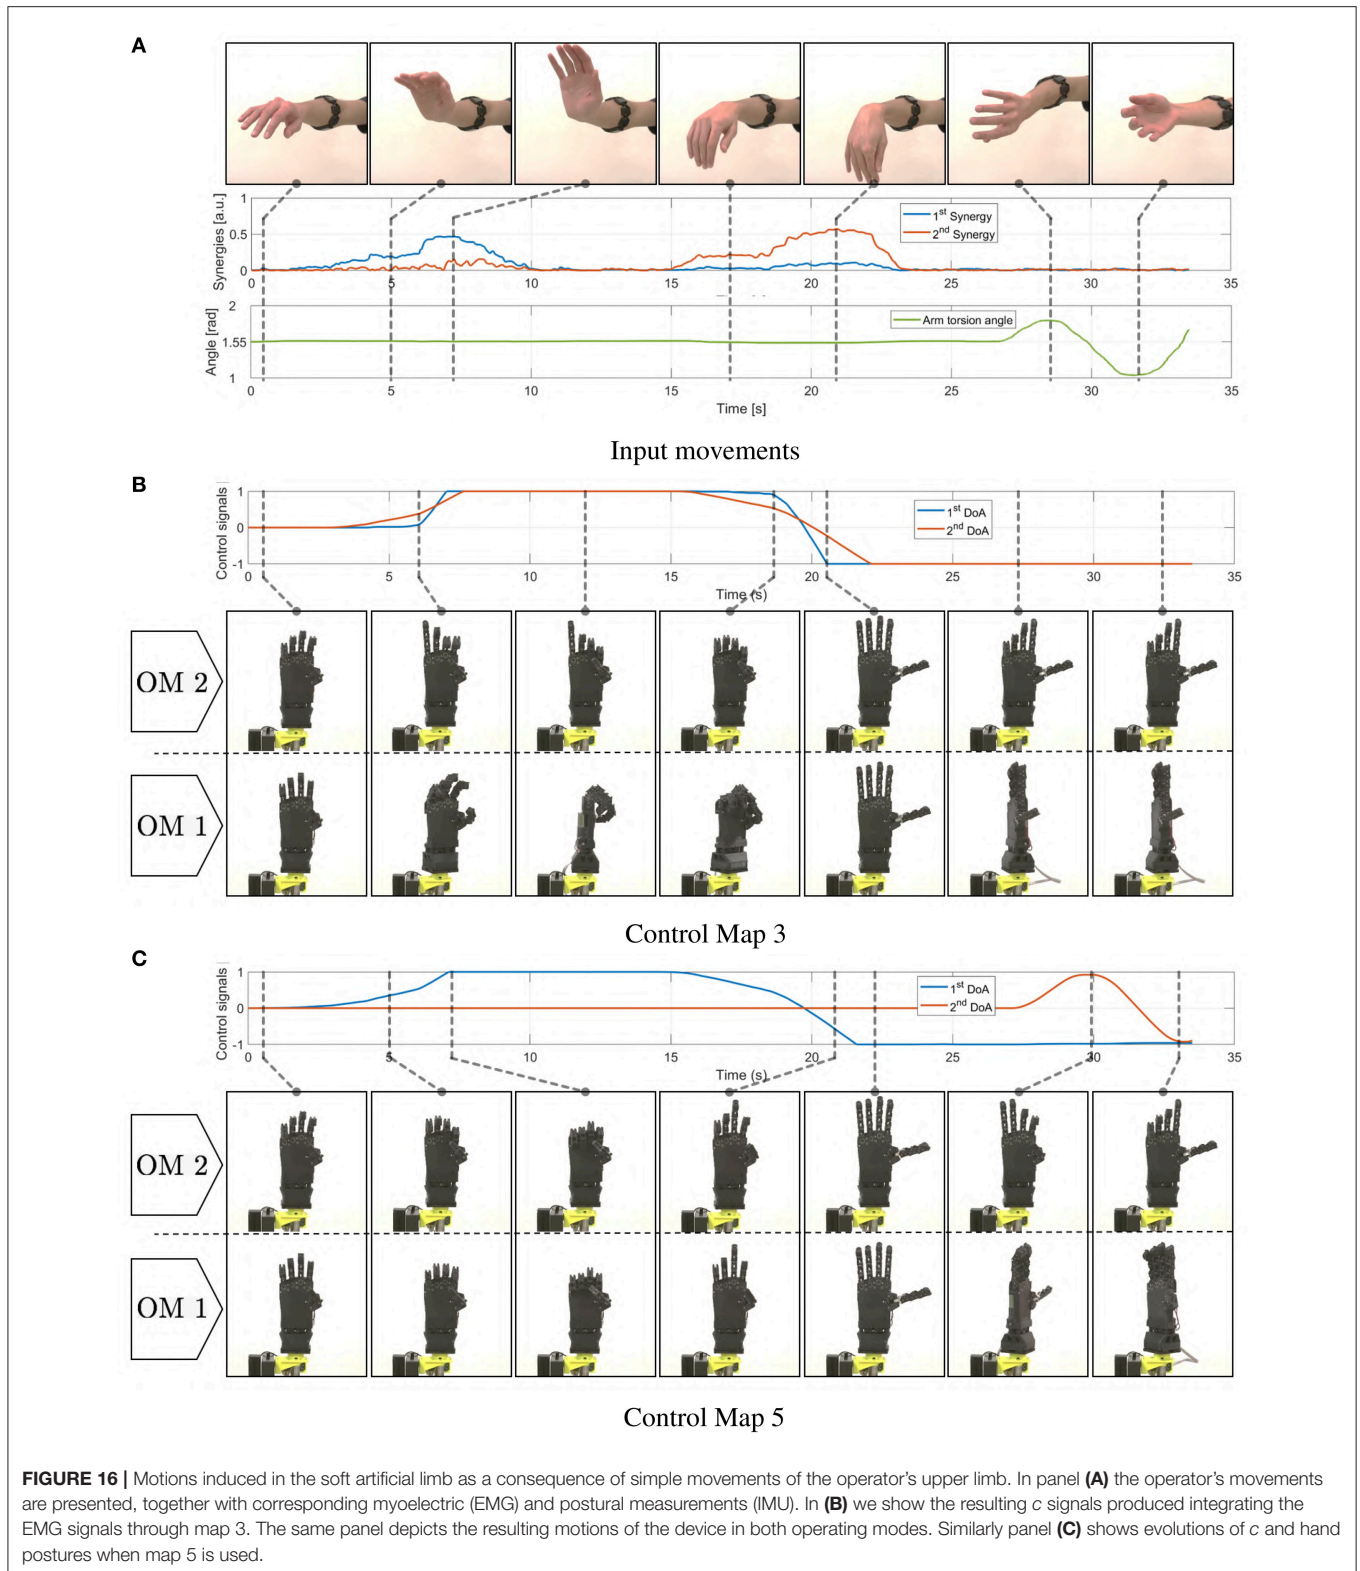 A
Synergies [a.u.]
1
0.5
0
1st Synergy
2nd Synergy
0 5 10 15 20 25 30 35
Angle [rad]
2
1.55
1
Arm torsion angle
0 5 10 15 20 25 30 35
Time [s]
Input movements
B
Control signals
1
0
-1
1st DoA
2nd DoA
0 5 10 15 20 25 30 35
Time (s)
OM 2
OM 1
Control Map 3
C
Control signals
1
0
-1
1st DoA
2nd DoA
0 5 10 15 20 25 30 35
Time (s)
OM 2
OM 1
Control Map 5
FIGURE 16 | Motions induced in the soft artificial limb as a consequence of simple movements of the operator's upper limb. In panel (A) the operator's movements
are presented, together with corresponding myoelectric (EMG) and postural measurements (IMU). In (B) we show the resulting c signals produced integrating the
EMG signals through map 3. The same panel depicts the resulting motions of the device in both operating modes. Similarly panel (C) shows evolutions of c and hand
postures when map 5 is used.